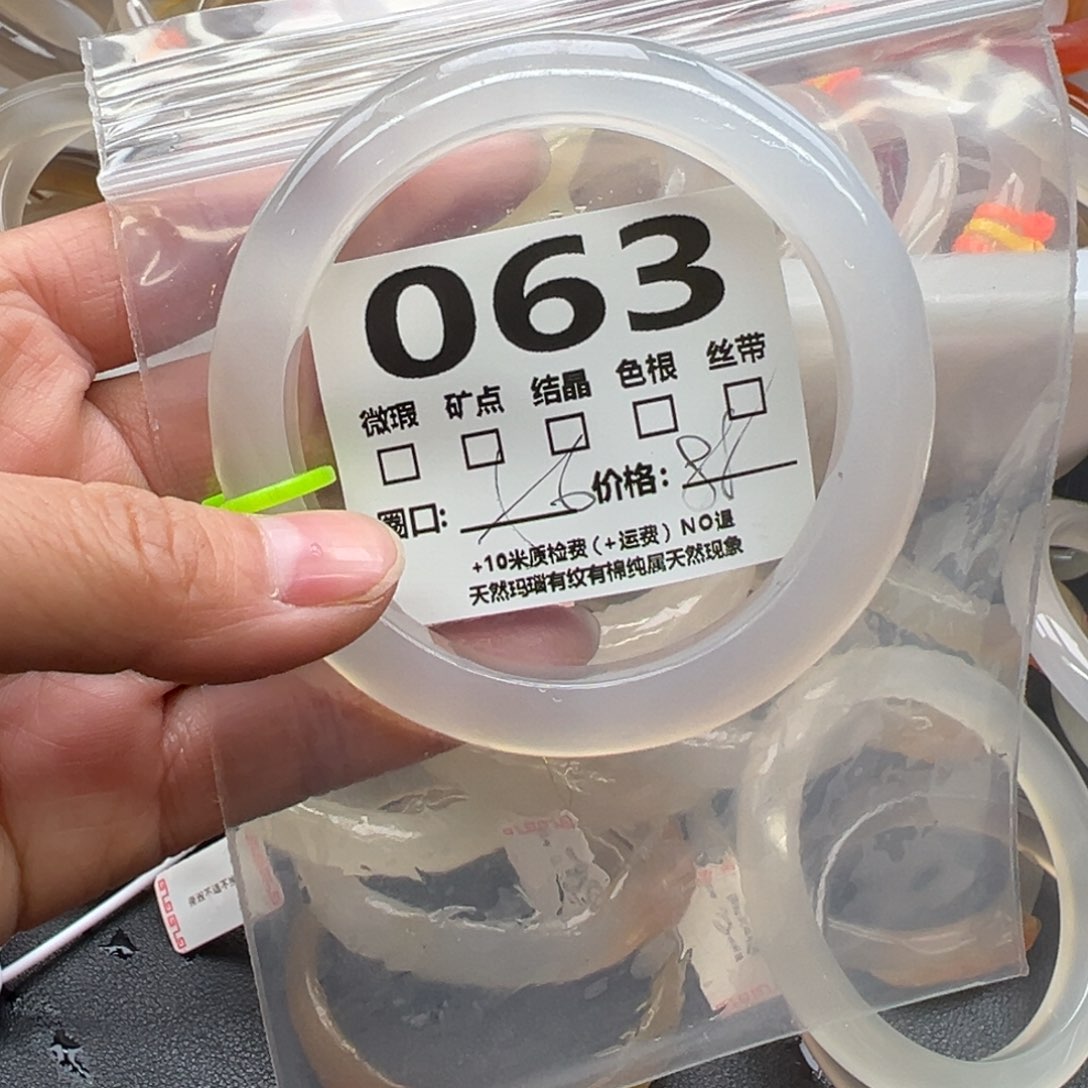 063
微瑕 矿点 结晶 色根 丝带
圈口: 56 价格: 88
+10米质检费(+运费) NO退
天然玛瑙有纹有棉纯属天然现象